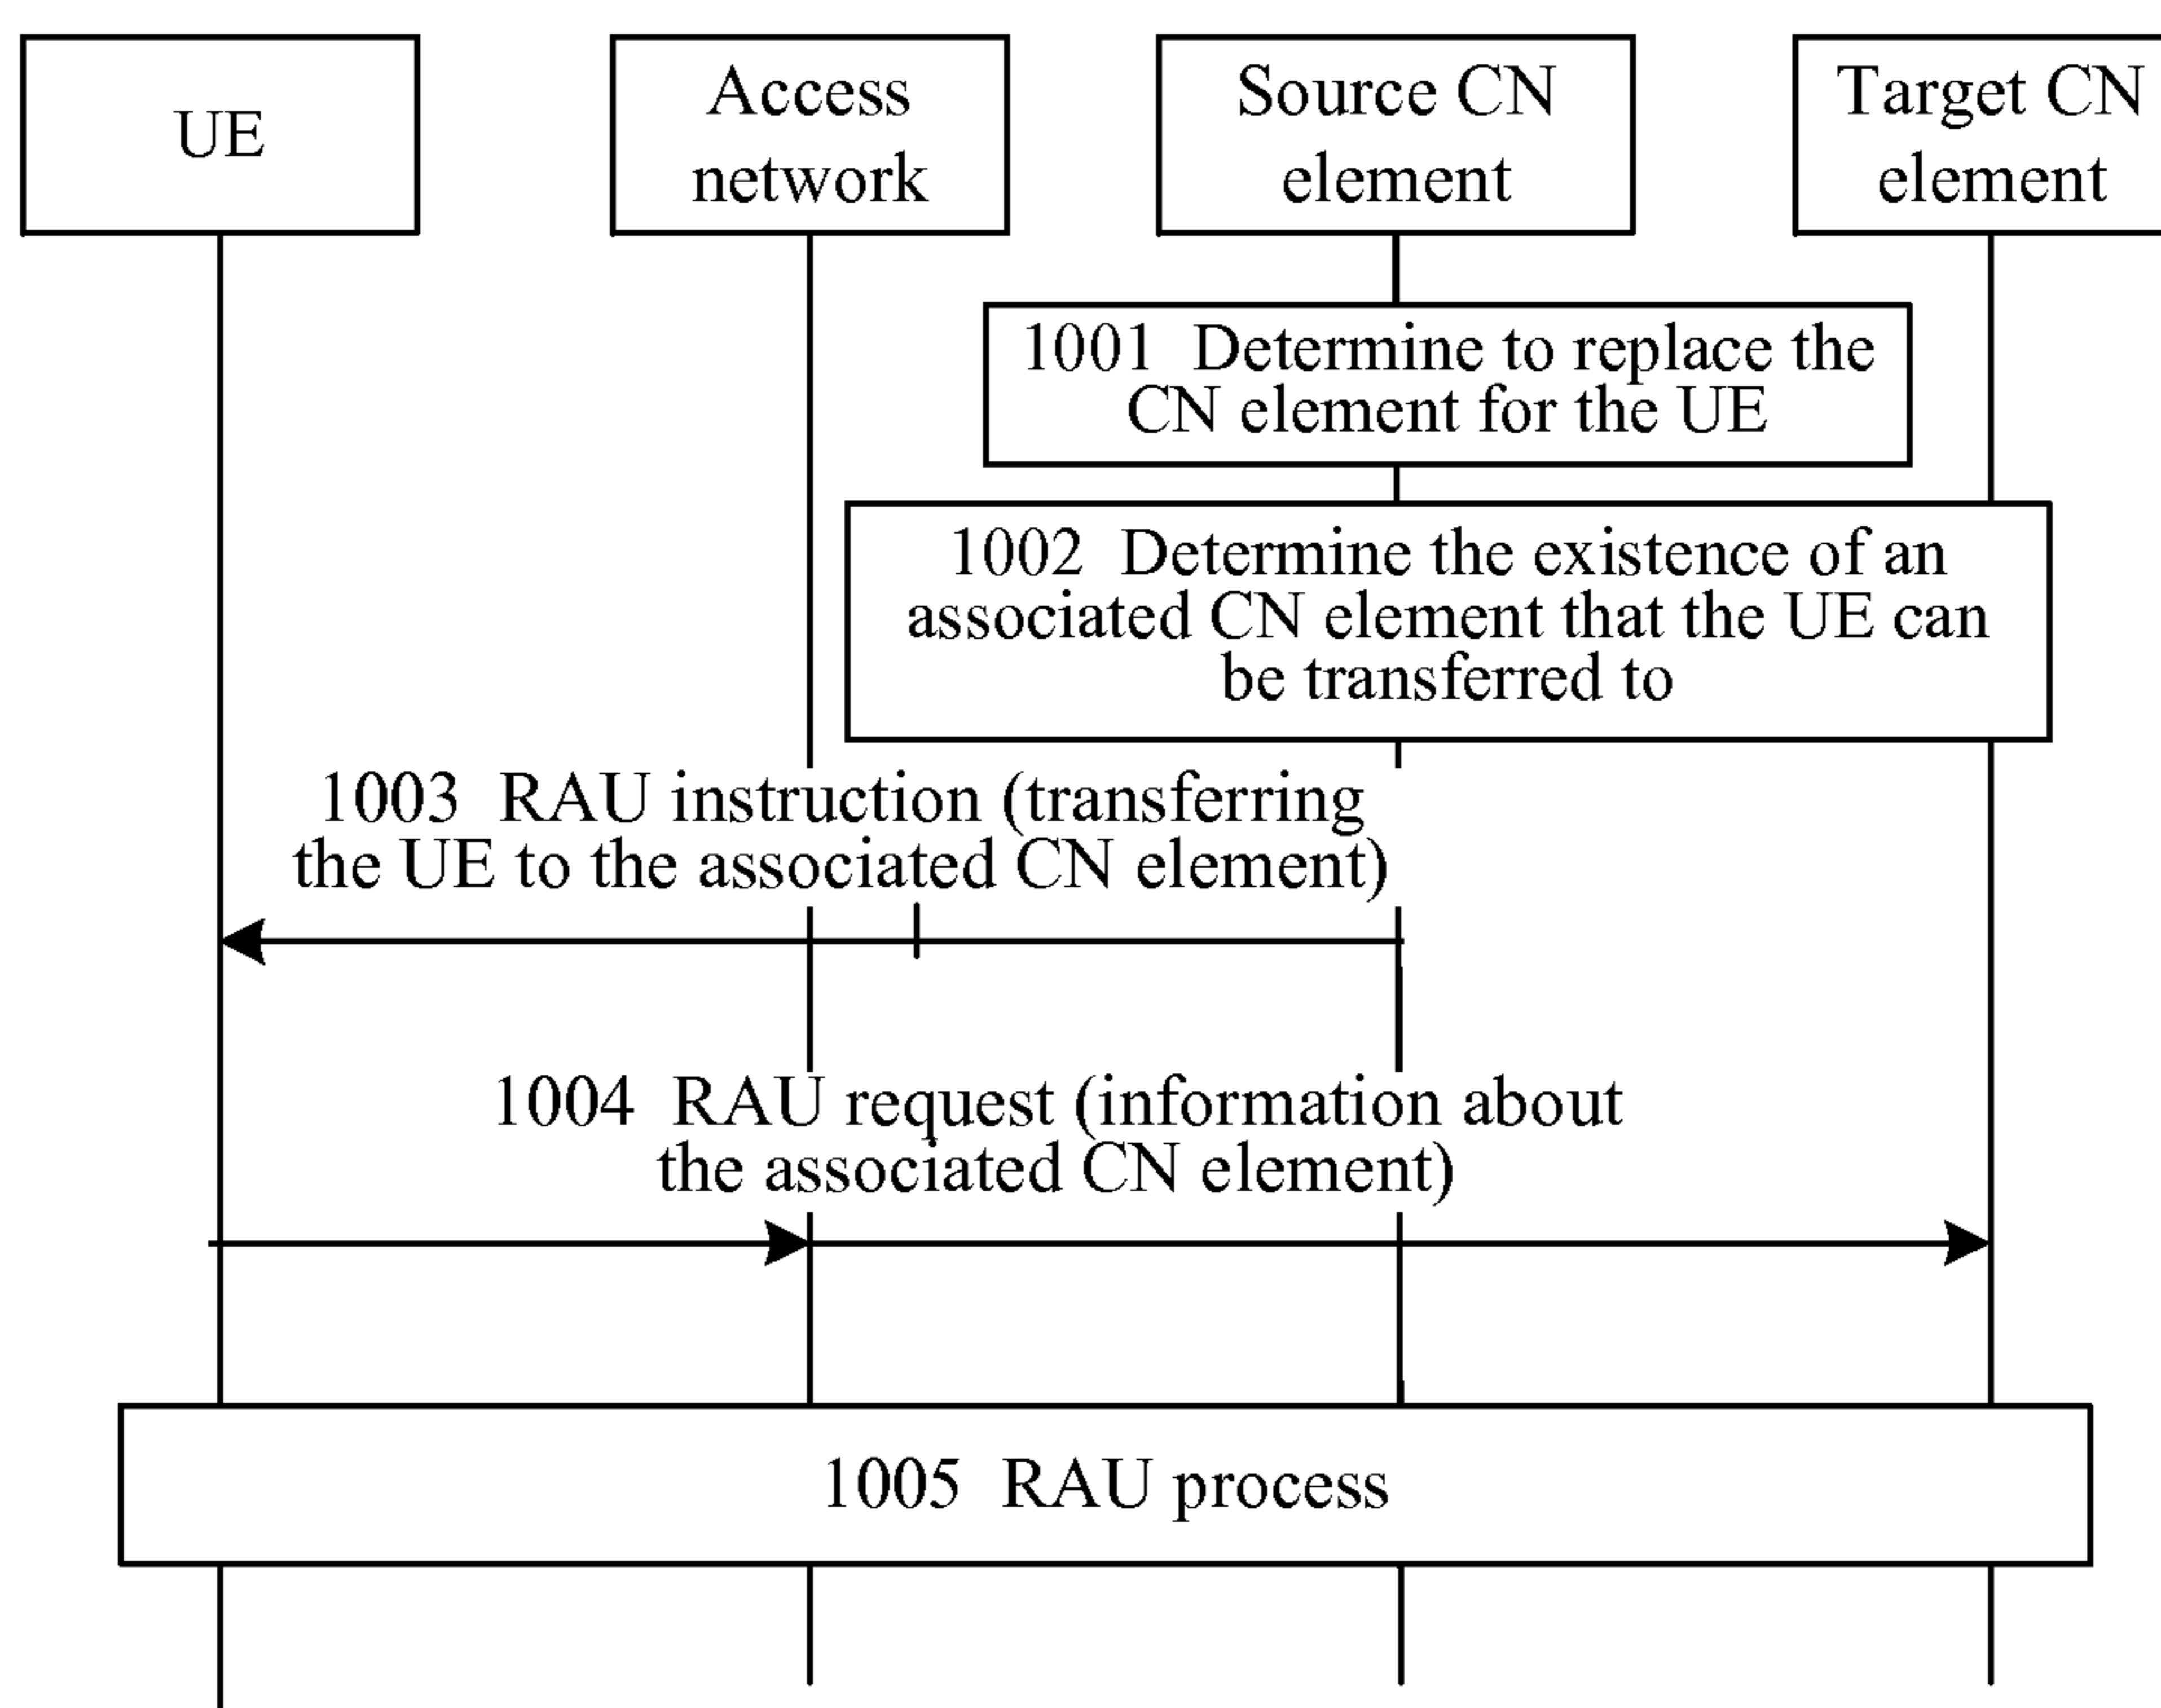 UE
Access
network
Source CN
element
Target CN
element
1001 Determine to replace the
CN element for the UE
1002 Determine the existence of an
associated CN element that the UE can
be transferred to
1003 RAU instruction (transferring
the UE to the associated CN element)
1004 RAU request (information about
the associated CN element)
1005 RAU process